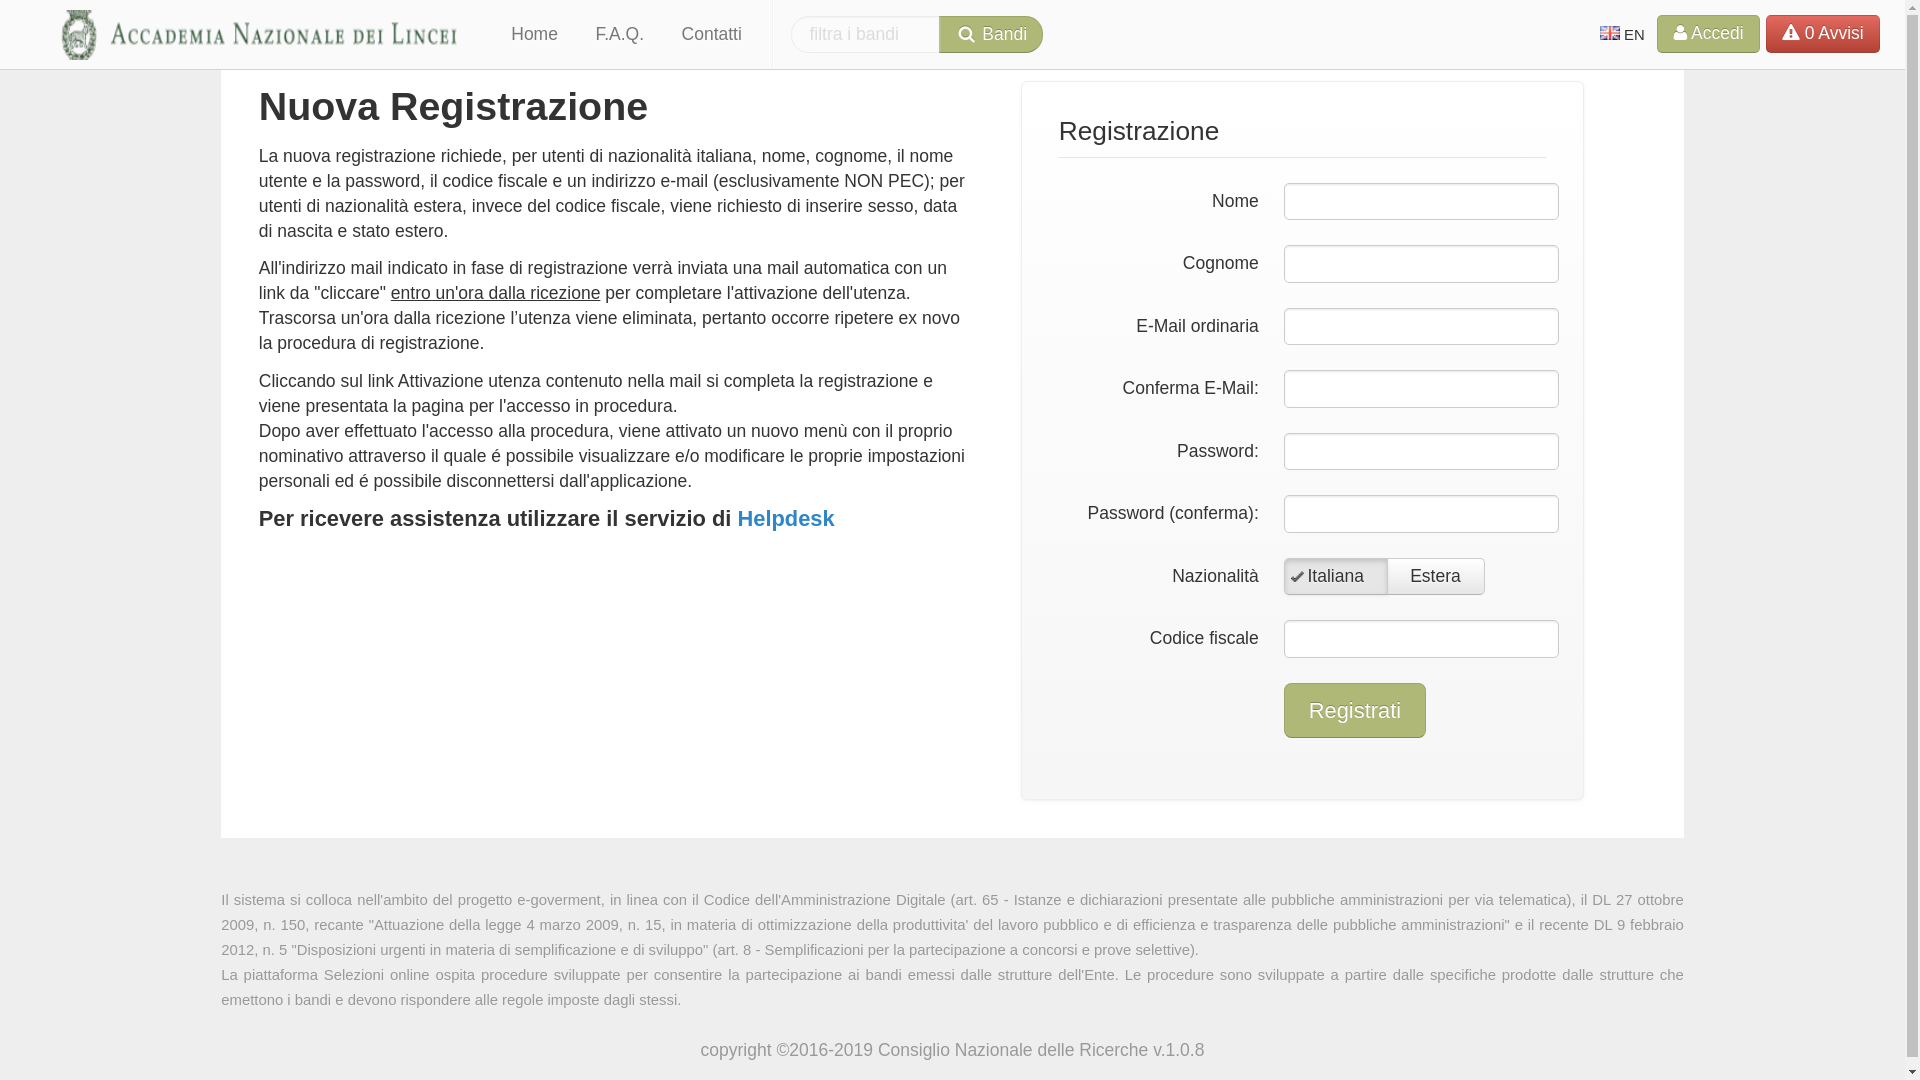 Accademia Nazionale dei Lincei
Home
F.A.Q.
Contatti
filtra i bandi
Bandi
EN
Accedi
0 Avvisi
Nuova Registrazione
La nuova registrazione richiede, per utenti di nazionalità italiana, nome, cognome, il nome
utente e la password, il codice fiscale e un indirizzo e-mail (esclusivamente NON PEC); per
utenti di nazionalità estera, invece del codice fiscale, viene richiesto di inserire sesso, data
di nascita e stato estero.
All'indirizzo mail indicato in fase di registrazione verrà inviata una mail automatica con un
link da "cliccare" entro un'ora dalla ricezione per completare l'attivazione dell'utenza.
Trascorsa un'ora dalla ricezione l’utenza viene eliminata, pertanto occorre ripetere ex novo
la procedura di registrazione.
Cliccando sul link Attivazione utenza contenuto nella mail si completa la registrazione e
viene presentata la pagina per l'accesso in procedura.
Dopo aver effettuato l'accesso alla procedura, viene attivato un nuovo menù con il proprio
nominativo attraverso il quale é possibile visualizzare e/o modificare le proprie impostazioni
personali ed é possibile disconnettersi dall'applicazione.
Per ricevere assistenza utilizzare il servizio di Helpdesk
Registrazione
Nome
Cognome
E-Mail ordinaria
Conferma E-Mail:
Password:
Password (conferma):
Nazionalità
Italiana
Estera
Codice fiscale
Registrati
Il sistema si colloca nell'ambito del progetto e-goverment, in linea con il Codice dell'Amministrazione Digitale (art. 65 - Istanze e dichiarazioni presentate alle pubbliche amministrazioni per via telematica), il DL 27 ottobre
2009, n. 150, recante "Attuazione della legge 4 marzo 2009, n. 15, in materia di ottimizzazione della produttivita' del lavoro pubblico e di efficienza e trasparenza delle pubbliche amministrazioni" e il recente DL 9 febbraio
2012, n. 5 "Disposizioni urgenti in materia di semplificazione e di sviluppo" (art. 8 - Semplificazioni per la partecipazione a concorsi e prove selettive).
La piattaforma Selezioni online ospita procedure sviluppate per consentire la partecipazione ai bandi emessi dalle strutture dell'Ente. Le procedure sono sviluppate a partire dalle specifiche prodotte dalle strutture che
emettono i bandi e devono rispondere alle regole imposte dagli stessi.
copyright ©2016-2019 Consiglio Nazionale delle Ricerche v.1.0.8